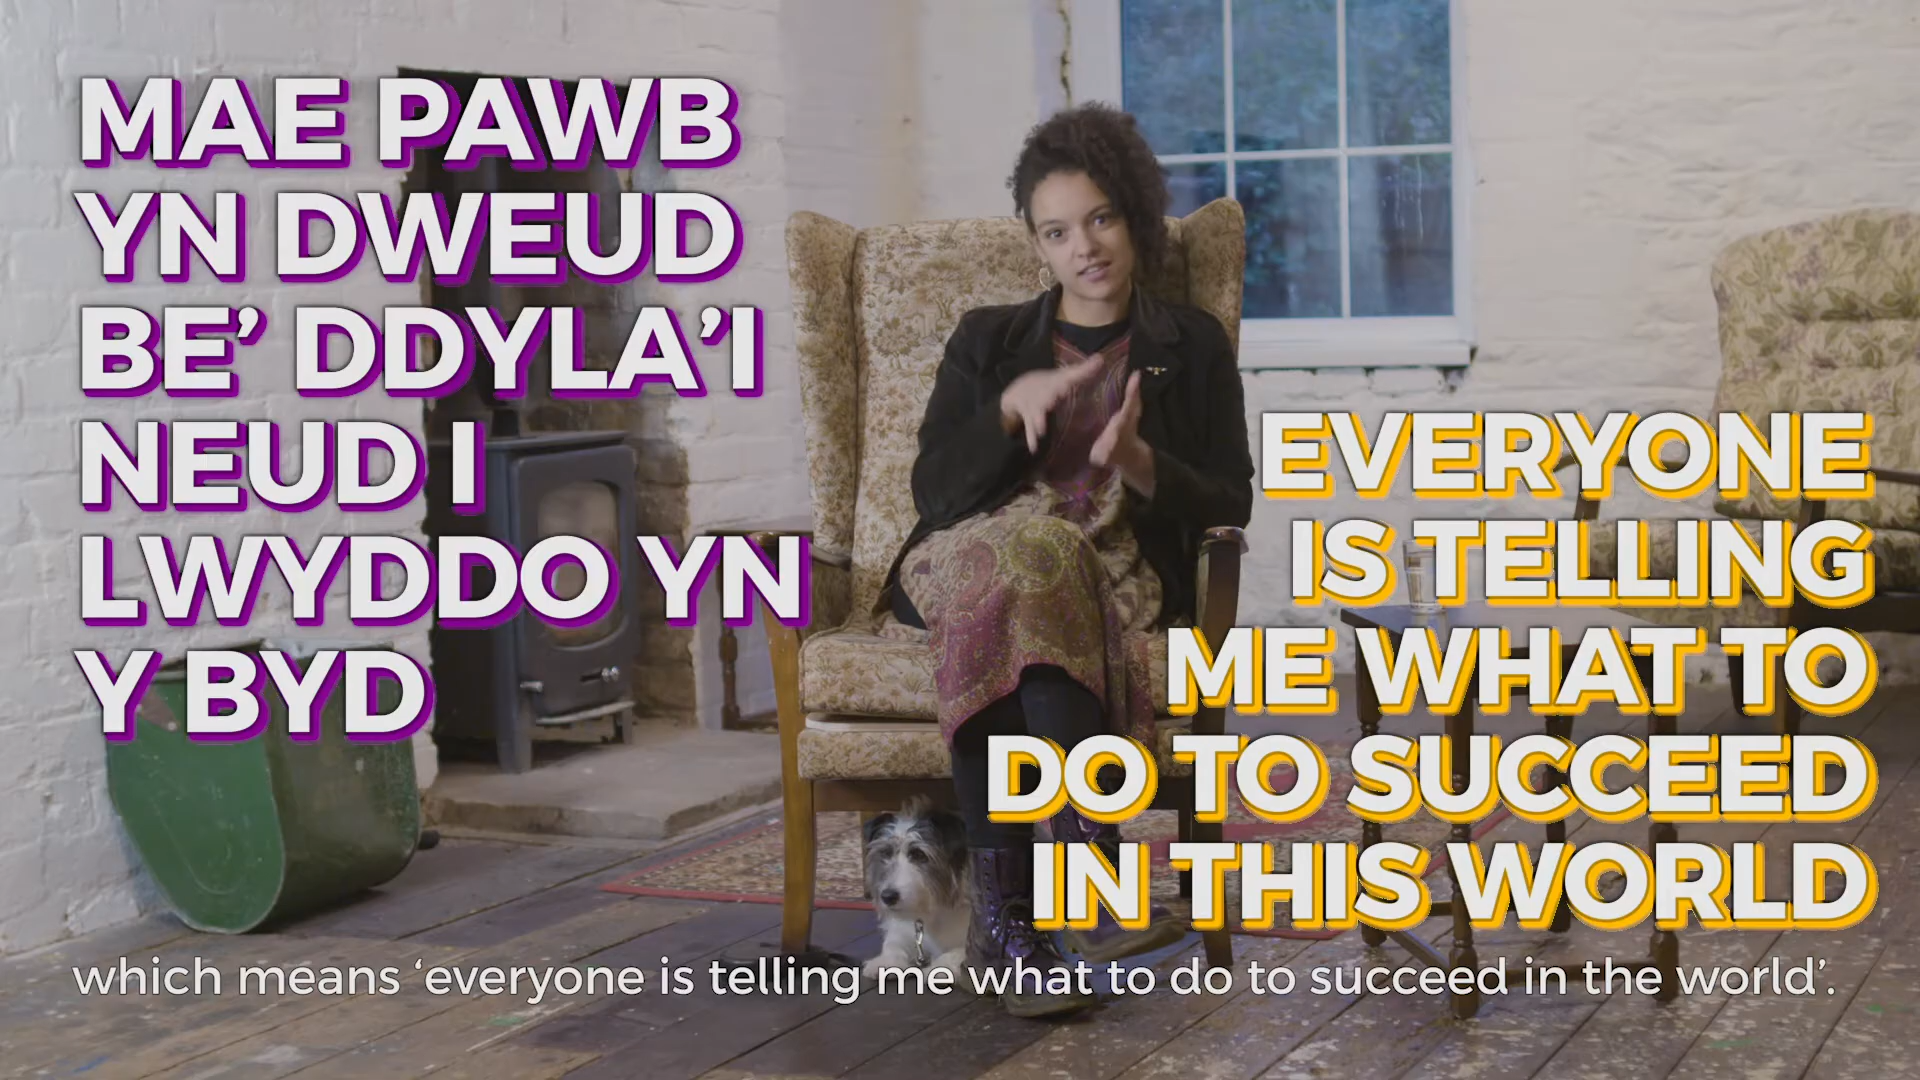 MAE PAWB
YN DWEUD
BE’ DDYLA’I
NEUD I
LWYDDO YN
Y BYD
EVERYONE
IS TELLING
ME WHAT TO
DO TO SUCCEED
IN THIS WORLD
which means ‘everyone is telling me what to do to succeed in the world’.